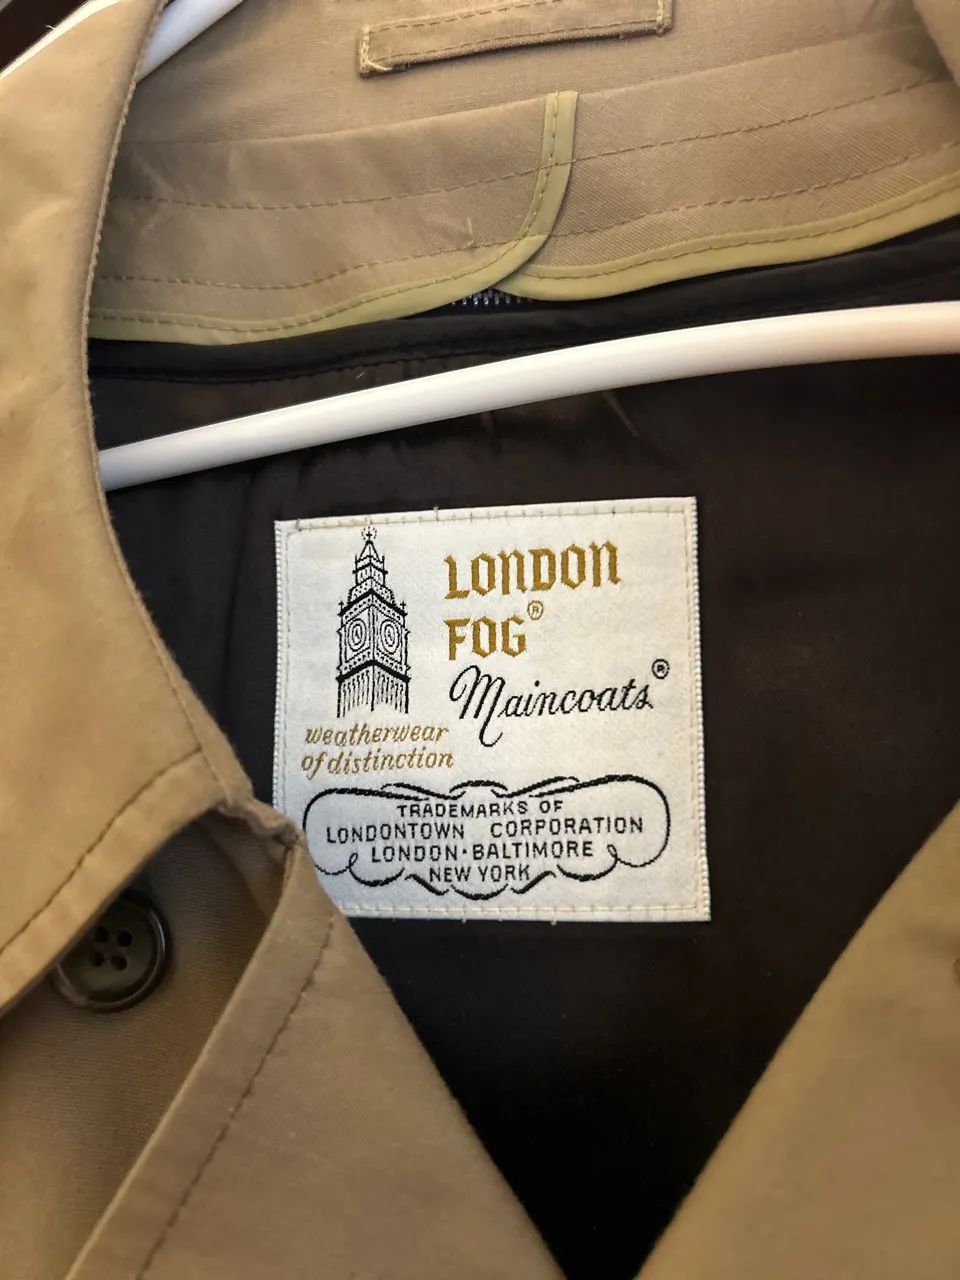 LONDON
FOG®
Maincoats®
weatherwear
of distinction
TRADEMARKS OF
LONDONTOWN CORPORATION
LONDON·BALTIMORE
NEW YORK